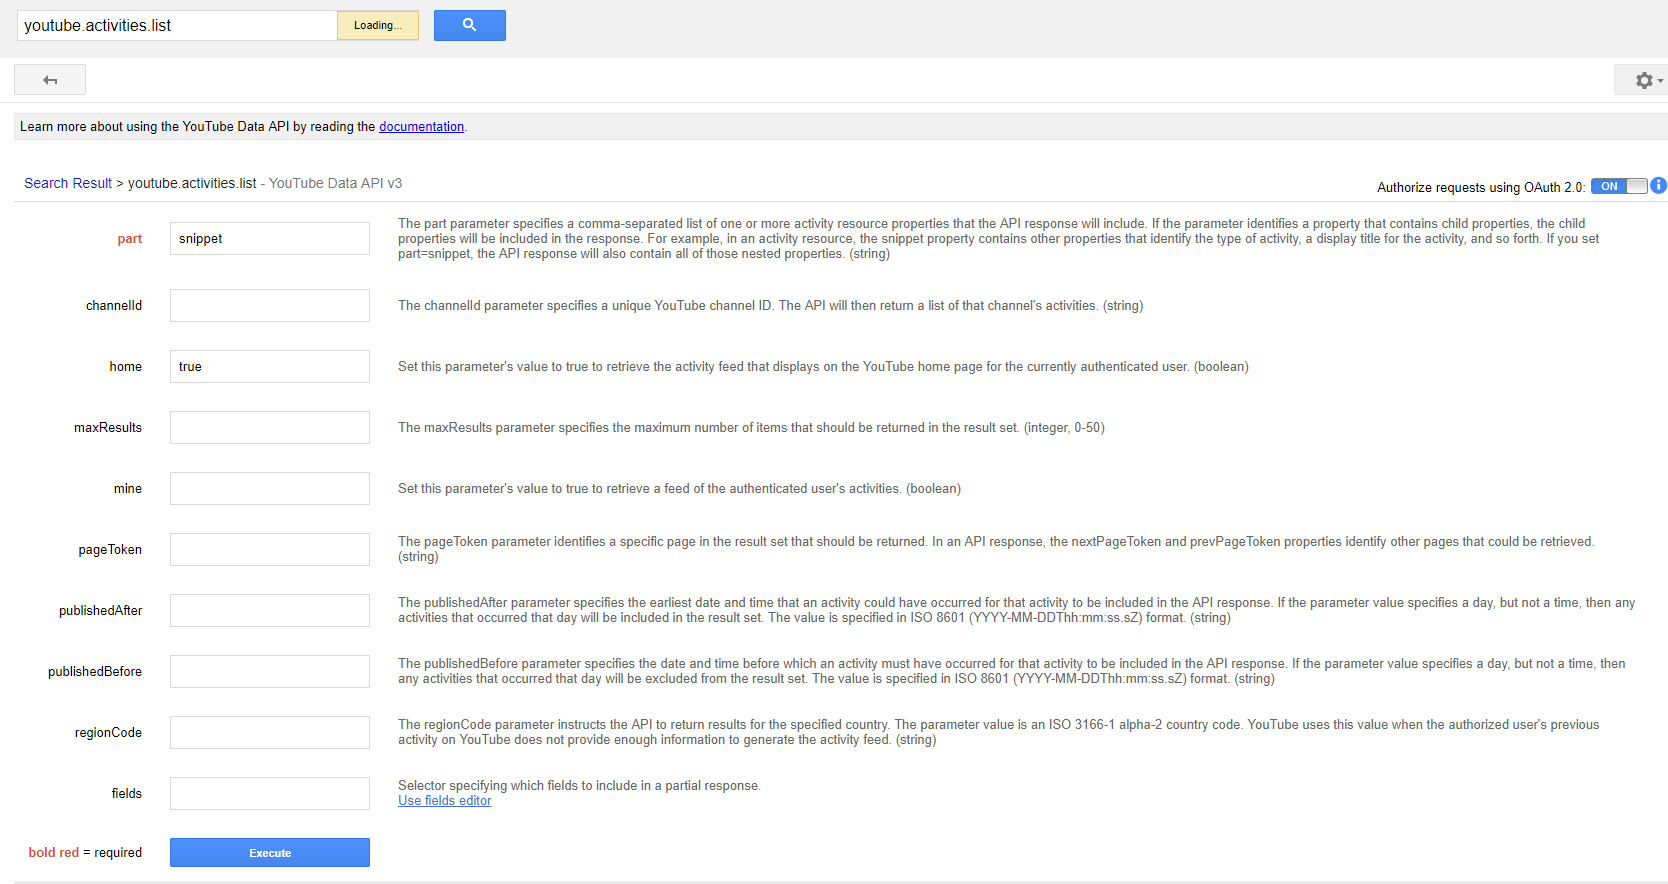 youtube.activities.list
Loading...
Learn more about using the YouTube Data API by reading the documentation.
Search Result > youtube.activities.list - YouTube Data API v3
Authorize requests using OAuth 2.0: ON
part
snippet
The part parameter specifies a comma-separated list of one or more activity resource properties that the API response will include. If the parameter identifies a property that contains child properties, the child
properties will be included in the response. For example, in an activity resource, the snippet property contains other properties that identify the type of activity, a display title for the activity, and so forth. If you set
part=snippet, the API response will also contain all of those nested properties. (string)
channelId
The channelId parameter specifies a unique YouTube channel ID. The API will then return a list of that channel's activities. (string)
home
true
Set this parameter's value to true to retrieve the activity feed that displays on the YouTube home page for the currently authenticated user. (boolean)
maxResults
The maxResults parameter specifies the maximum number of items that should be returned in the result set. (integer, 0-50)
mine
Set this parameter's value to true to retrieve a feed of the authenticated user's activities. (boolean)
pageToken
The pageToken parameter identifies a specific page in the result set that should be returned. In an API response, the nextPageToken and prevPageToken properties identify other pages that could be retrieved.
(string)
publishedAfter
The publishedAfter parameter specifies the earliest date and time that an activity could have occurred for that activity to be included in the API response. If the parameter value specifies a day, but not a time, then any
activities that occurred that day will be included in the result set. The value is specified in ISO 8601 (YYYY-MM-DDThh:mm:ss.sZ) format. (string)
publishedBefore
The publishedBefore parameter specifies the date and time before which an activity must have occurred for that activity to be included in the API response. If the parameter value specifies a day, but not a time, then
any activities that occurred that day will be excluded from the result set. The value is specified in ISO 8601 (YYYY-MM-DDThh:mm:ss.sZ) format. (string)
regionCode
The regionCode parameter instructs the API to return results for the specified country. The parameter value is an ISO 3166-1 alpha-2 country code. YouTube uses this value when the authorized user's previous
activity on YouTube does not provide enough information to generate the activity feed. (string)
fields
Selector specifying which fields to include in a partial response.
Use fields editor
bold red = required
Execute